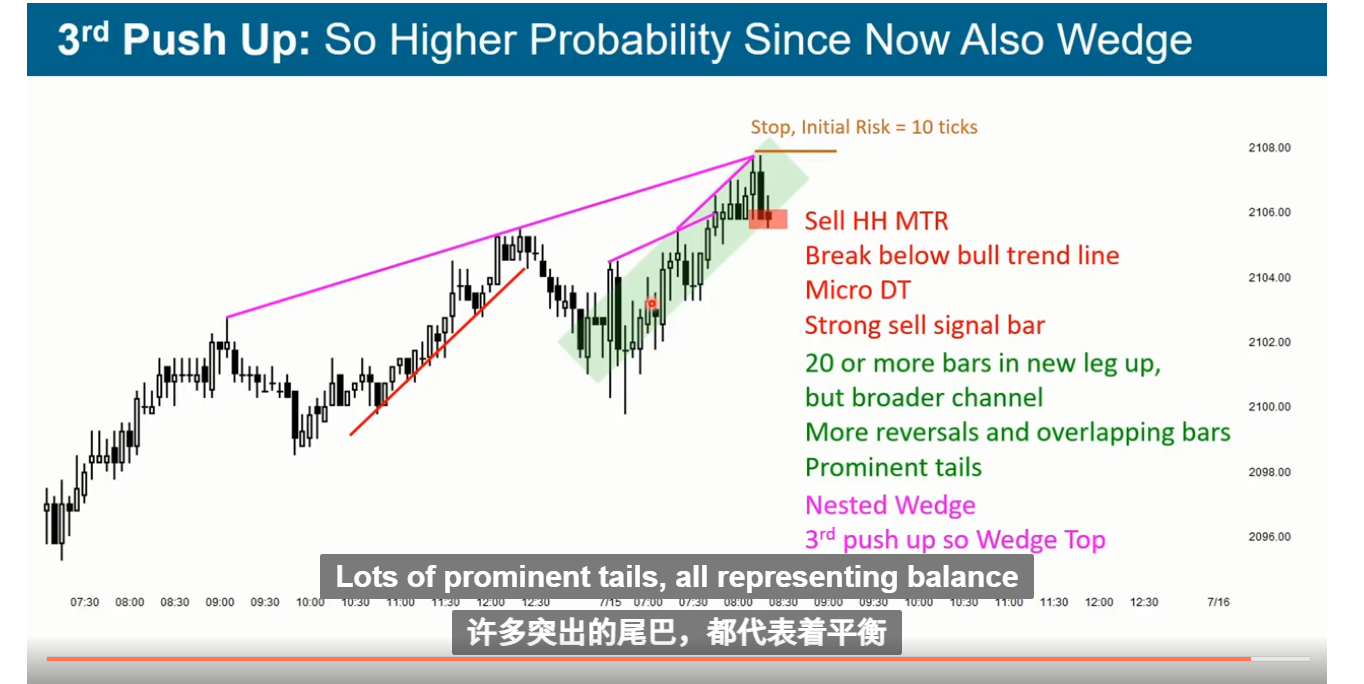 3rd Push Up: So Higher Probability Since Now Also Wedge
Stop, Initial Risk = 10 ticks
2108.00
2106.00
Sell HH MTR
Break below bull trend line
2104.00
Micro DT
Strong sell signal bar
2102.00
20 or more bars in new leg up,
but broader channel
2100.00
More reversals and overlapping bars
Prominent tails
2098.00
Nested Wedge
3rd push up so Wedge Top
2096.00
Lots of prominent tails, all representing balance
07:30 08:00 08:30 09:00 09:30 10:00 10:30 11:00 11:30 12:00 12:30 7/15 07:00 07:30 08:00 08:30 09:00 09:30 10:00 10:30 11:00 11:30 12:00 12:30 7/16
许多突出的尾巴，都代表着平衡